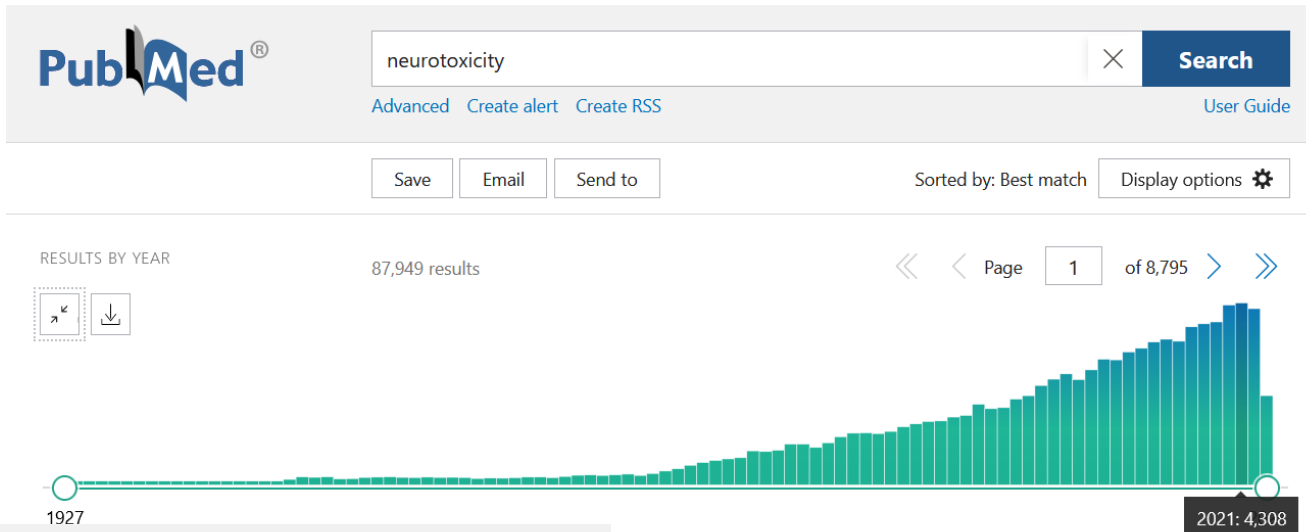 PubMed®
neurotoxicity
Search
Advanced Create alert Create RSS
User Guide
Save Email Send to
Sorted by: Best match
Display options
RESULTS BY YEAR
87,949 results
Page 1 of 8,795
1927
2021: 4,308